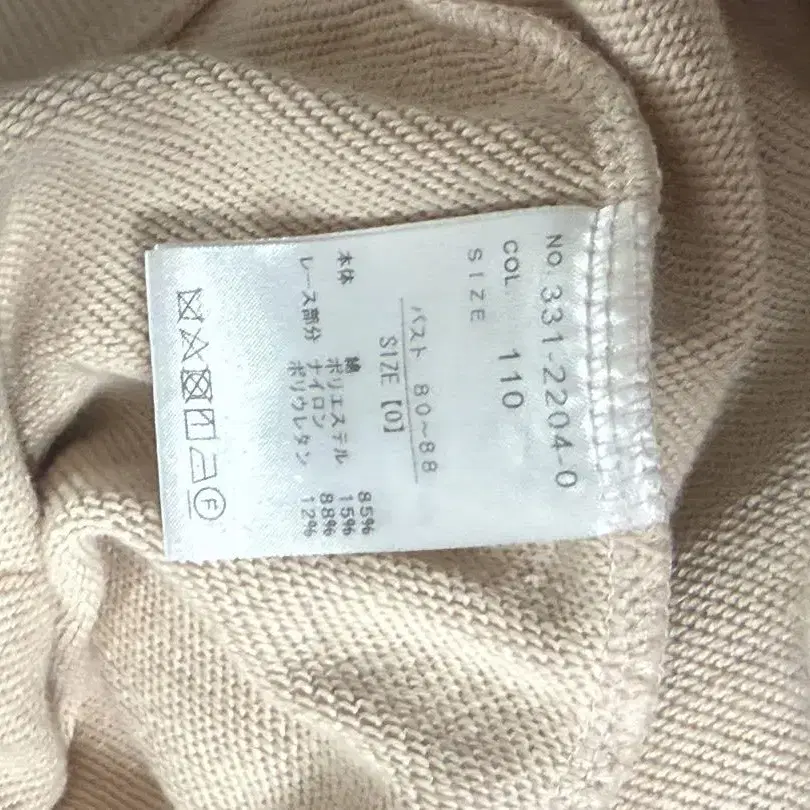 NO. 331-2204-0
COL 110
SIZE
バスト 80~88
SIZE [0]
本体 綿 85%
ポリエステル 15%
レース部分 ナイロン 88%
ポリウレタン 12%
F